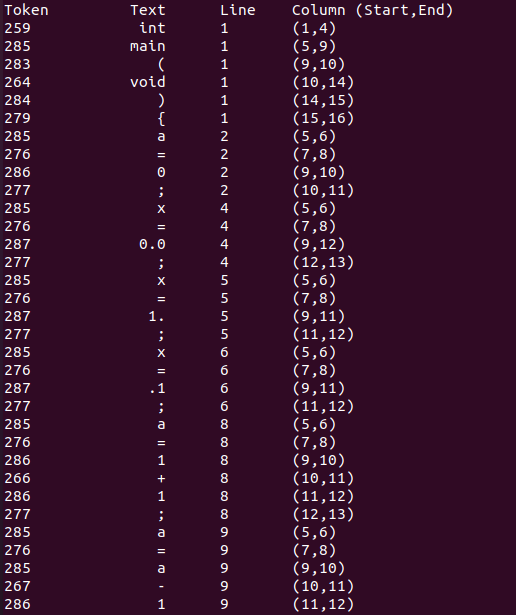 Token Text Line Column (Start,End)
259 int 1 (1,4)
285 main 1 (5,9)
283 ( 1 (9,10)
264 void 1 (10,14)
284 ) 1 (14,15)
279 { 1 (15,16)
285 a 2 (5,6)
276 = 2 (7,8)
286 0 2 (9,10)
277 ; 2 (10,11)
285 x 4 (5,6)
276 = 4 (7,8)
287 0.0 4 (9,12)
277 ; 4 (12,13)
285 x 5 (5,6)
276 = 5 (7,8)
287 1. 5 (9,11)
277 ; 5 (11,12)
285 x 6 (5,6)
276 = 6 (7,8)
287 .1 6 (9,11)
277 ; 6 (11,12)
285 a 8 (5,6)
276 = 8 (7,8)
286 1 8 (9,10)
266 + 8 (10,11)
286 1 8 (11,12)
277 ; 8 (12,13)
285 a 9 (5,6)
276 = 9 (7,8)
285 a 9 (9,10)
267 - 9 (10,11)
286 1 9 (11,12)